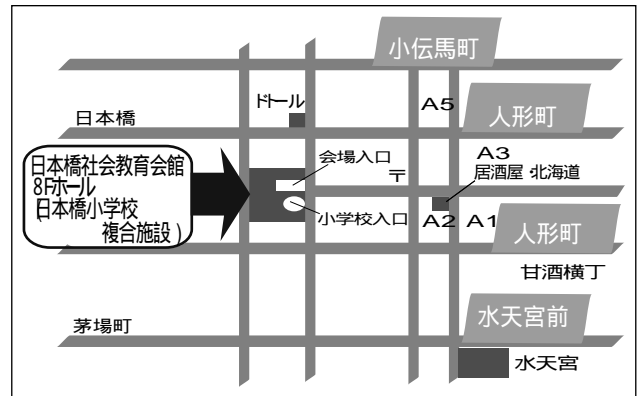 小伝馬町
ドトール
A5
日本橋
人形町
会場入口
〒
A3
居酒屋・北海道
日本橋社会教育会館
8Fホール
(日本橋小学校
複合施設)
小学校入口
A2
A1
人形町
甘酒横丁
茅場町
水天宮前
水天宮